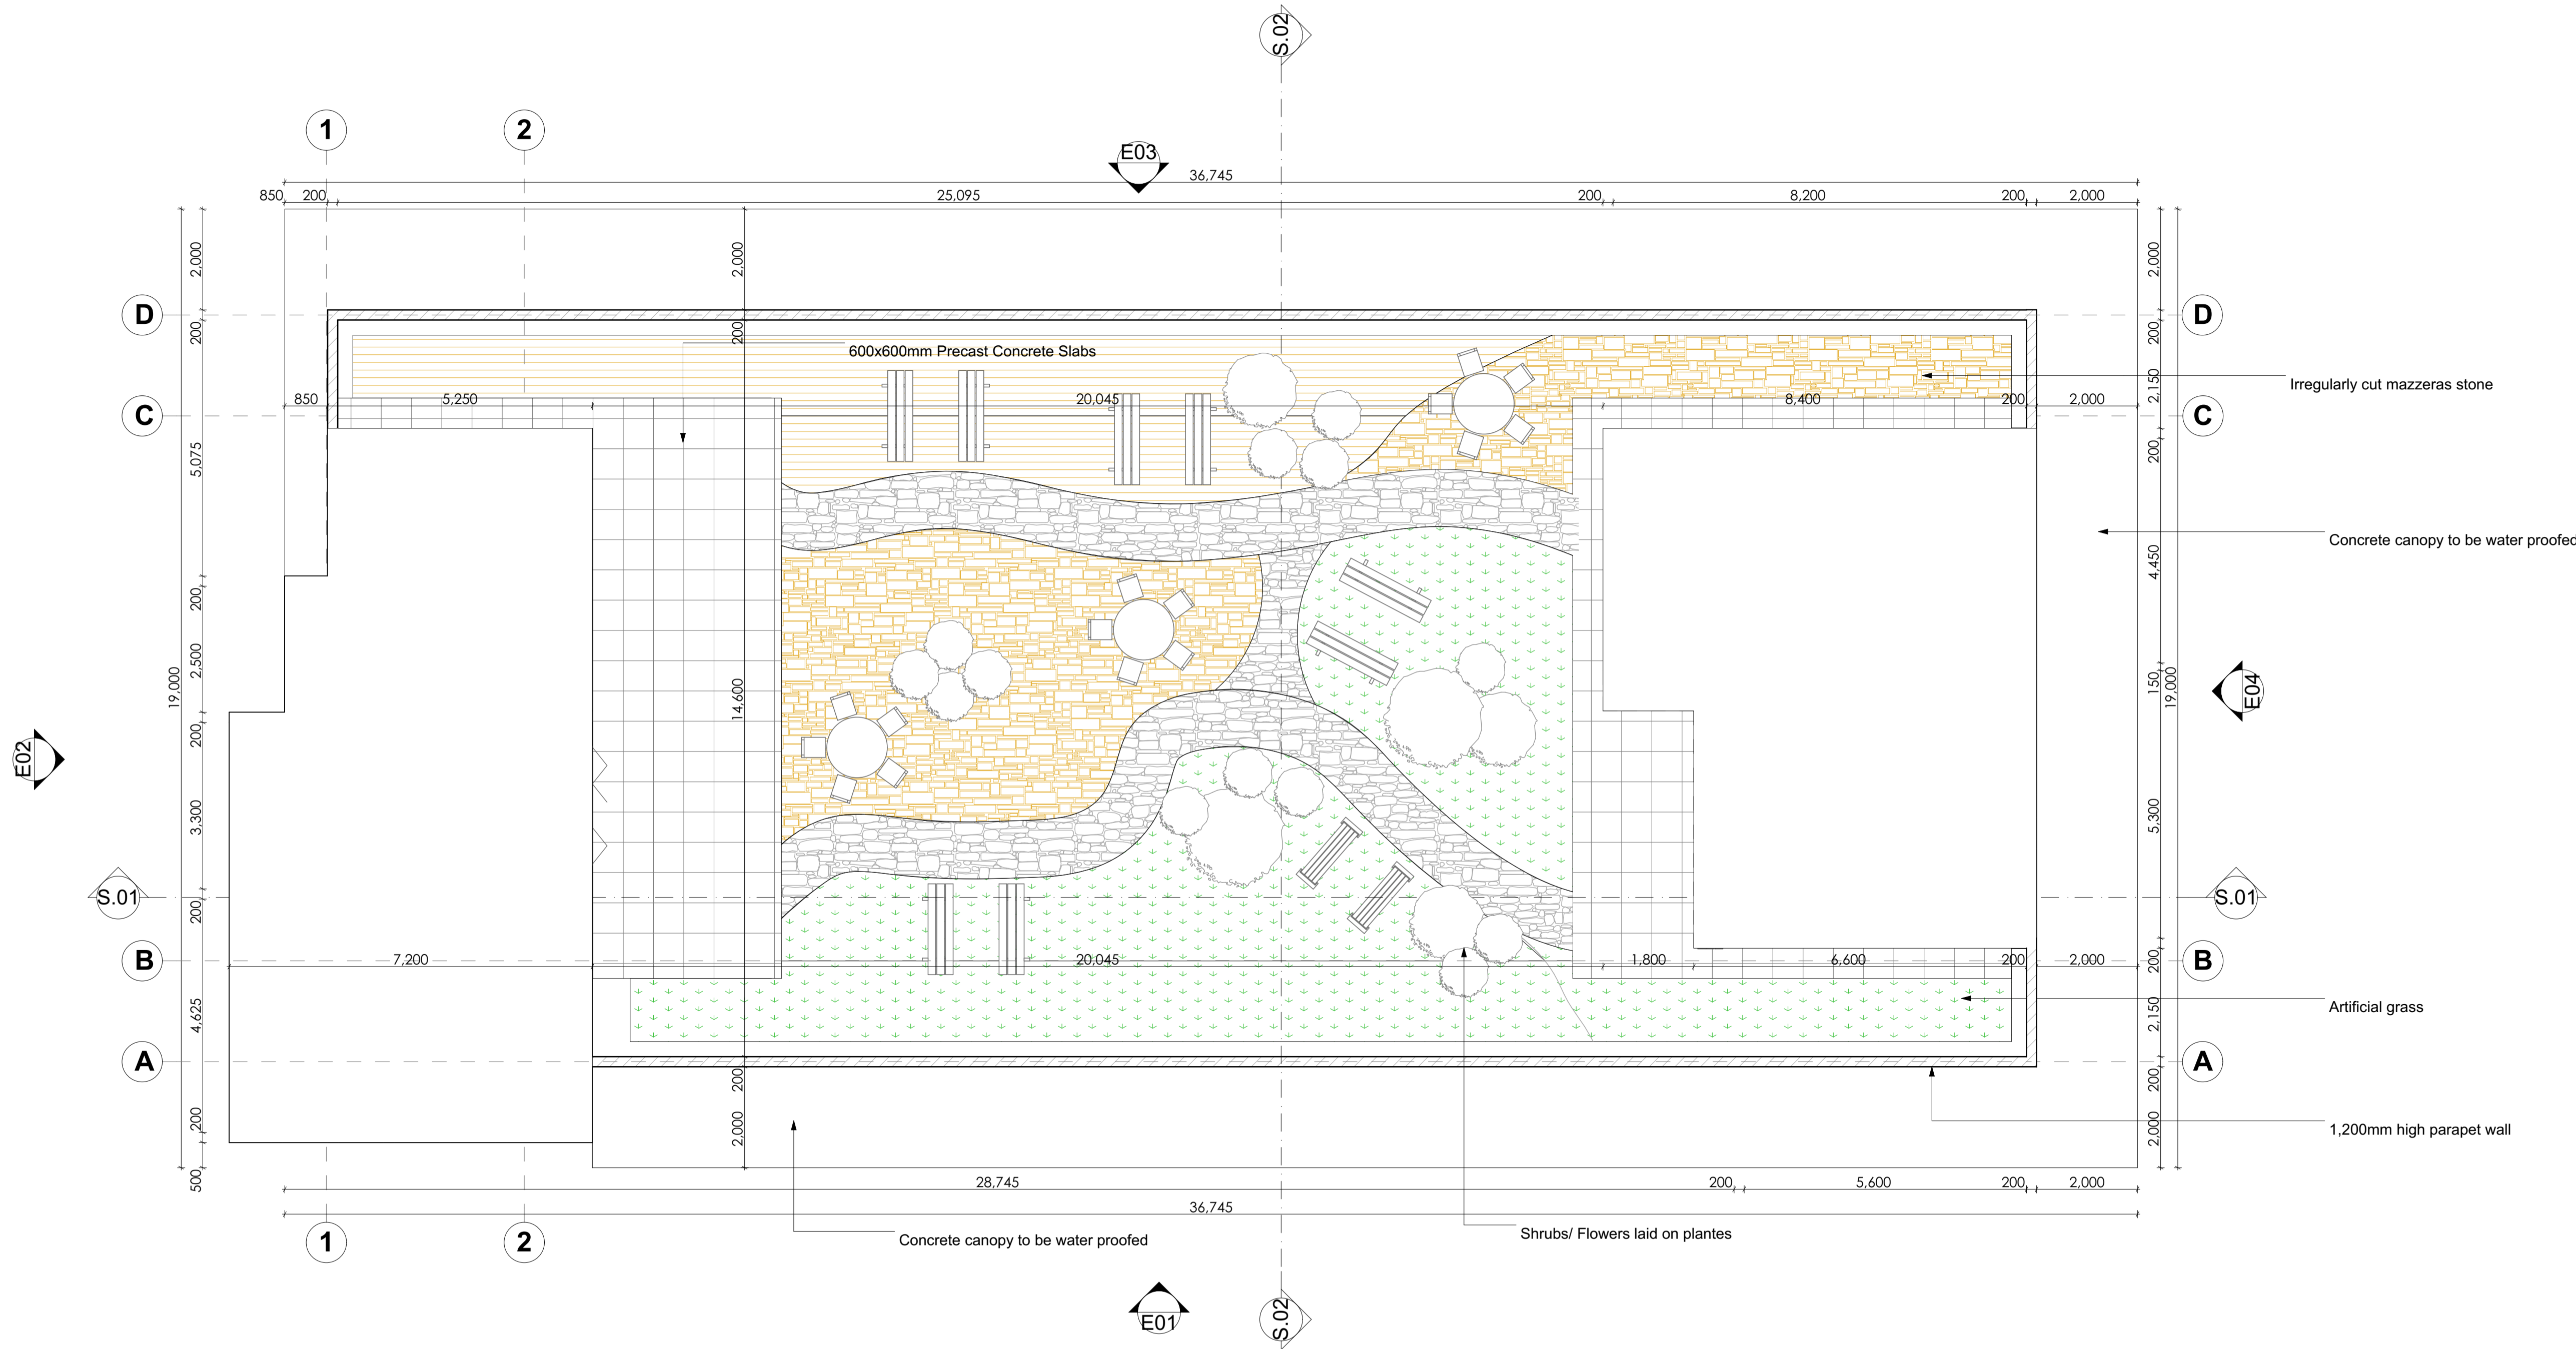 S.02
1
2
E03
36,745
850
200
25,095
200
8,200
200
2,000
2,000
2,000
2,000
D
D
200
200
200
600x600mm Precast Concrete Slabs
Irregularly cut mazzeras stone
2,150
850
5,250
20,045
8,400
200
2,000
C
C
5,075
200
Concrete canopy to be water proofed
4,450
200
2,500
19,000
14,600
150
19,000
E04
200
E02
3,300
5,300
S.01
S.01
200
B
B
7,200
20,045
1,800
6,600
200
2,000
200
Artificial grass
4,625
2,150
A
A
200
200
200
2,000
2,000
1,200mm high parapet wall
500
28,745
200
5,600
200
2,000
36,745
1
2
Concrete canopy to be water proofed
Shrubs/ Flowers laid on plantes
E01
S.02